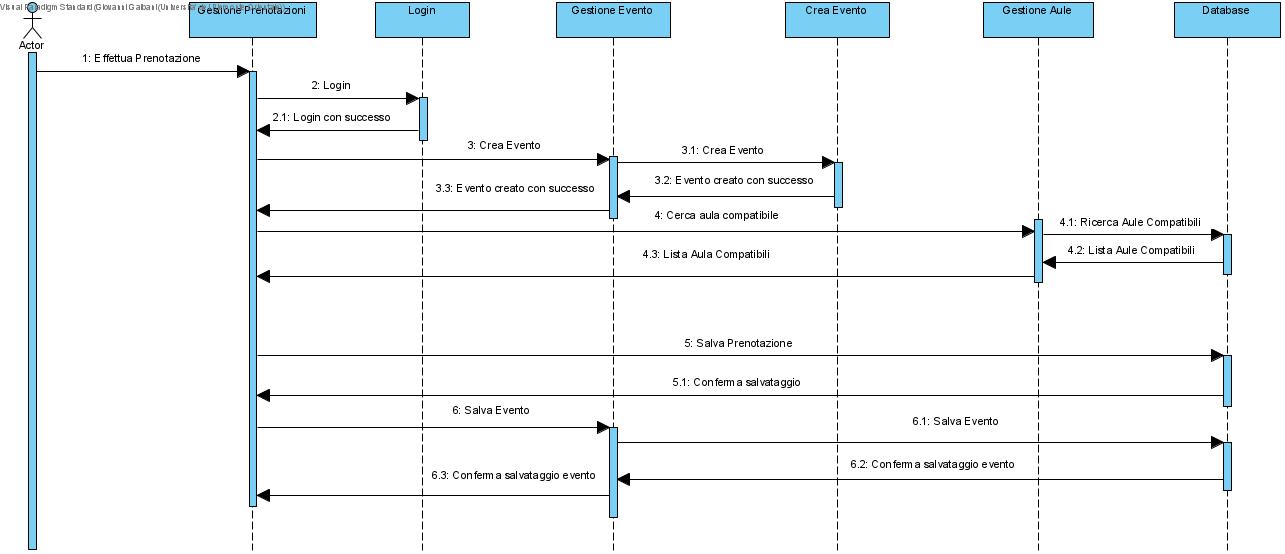 Visual Paradigm Standard (Giovanni Galbani(Universita
Gestione Prenotazioni
Login
Gestione Evento
Crea Evento
Gestione Aule
Database
Actor
1: Effettua Prenotazione
2: Login
2.1: Login con successo
3: Crea Evento
3.1: Crea Evento
3.2: Evento creato con successo
3.3: Evento creato con successo
4: Cerca aula compatibile
4.1: Ricerca Aule Compatibili
4.2: Lista Aule Compatibili
4.3: Lista Aula Compatibili
5: Salva Prenotazione
5.1: Conferma salvataggio
6: Salva Evento
6.1: Salva Evento
6.2: Conferma salvataggio evento
6.3: Conferma salvataggio evento